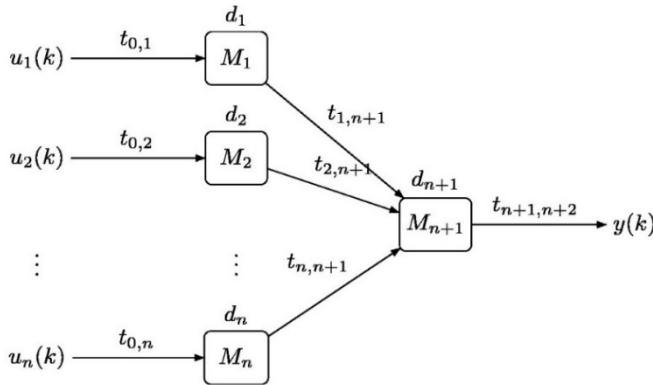 d_1
u_1(k) t_{0,1} M_1
t_{1,n+1}
d_2
u_2(k) t_{0,2} M_2 t_{2,n+1}
d_{n+1}
M_{n+1} t_{n+1,n+2} y(k)
⋮ ⋮ t_{n,n+1}
d_n
u_n(k) t_{0,n} M_n